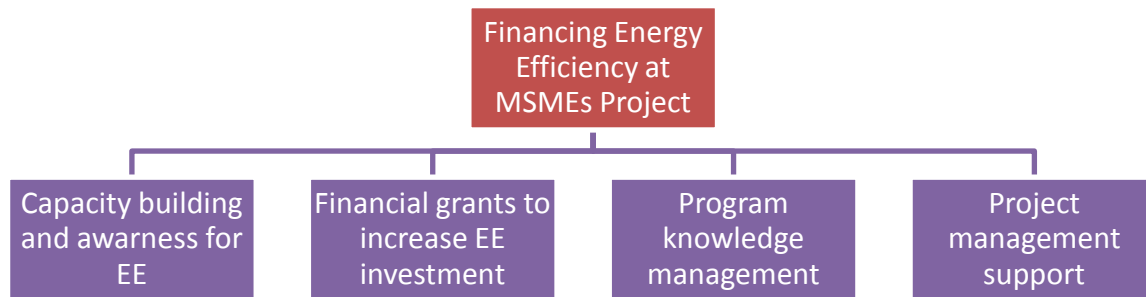 Financing Energy
Efficiency at
MSMEs Project
Capacity building
and awarness for
EE
Financial grants to
increase EE
investment
Program
knowledge
management
Project
management
support